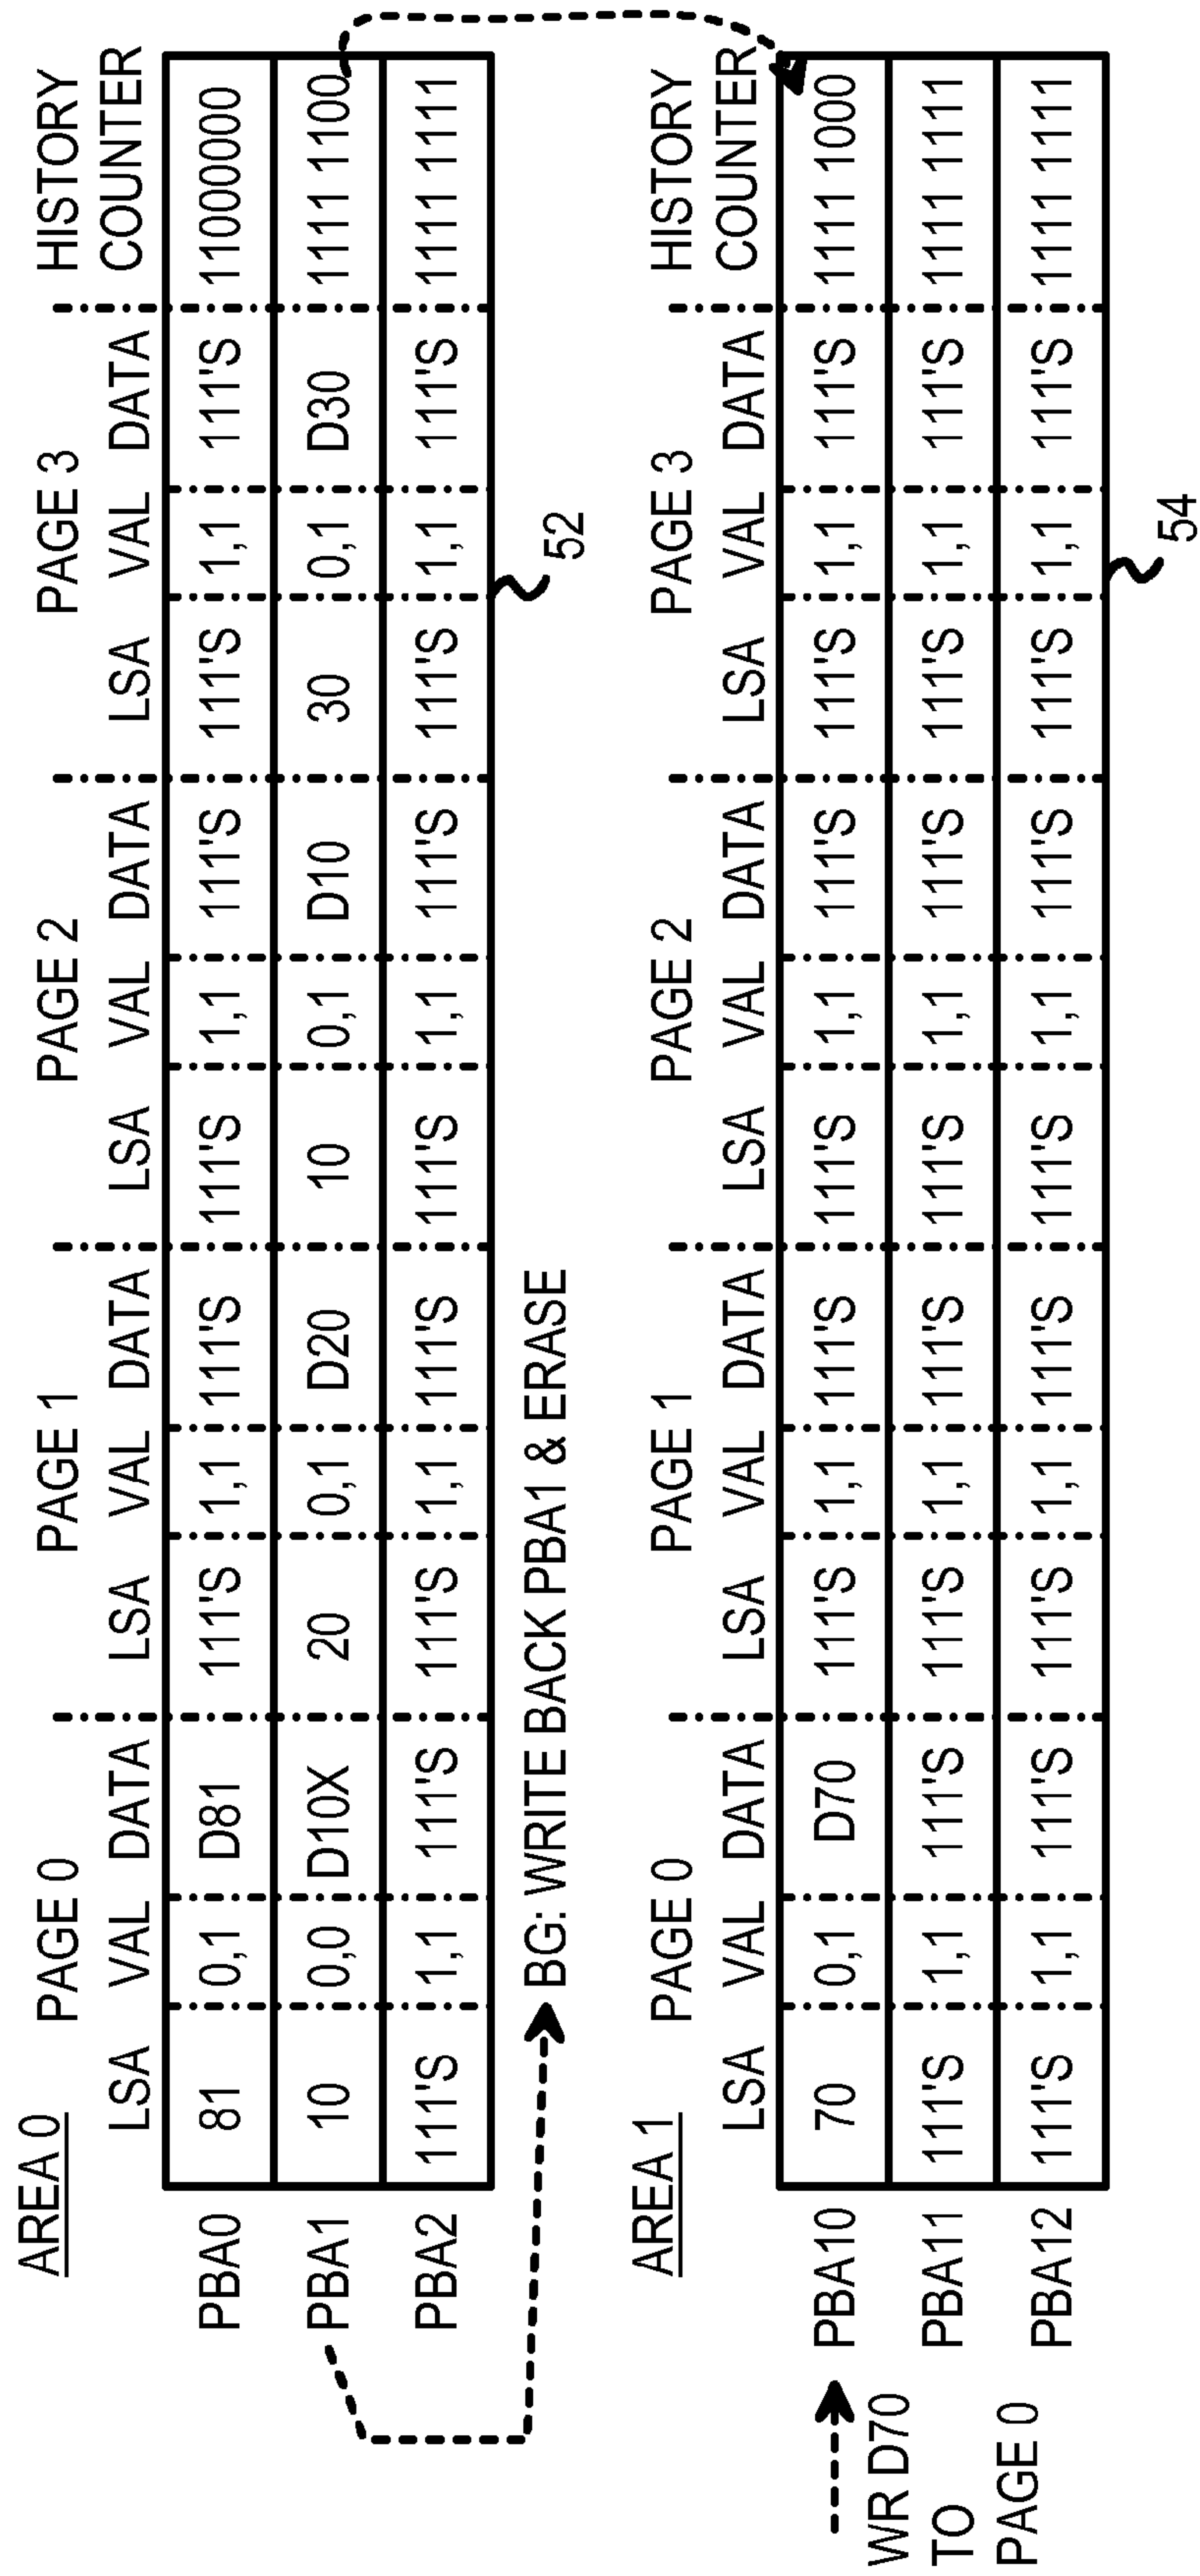 AREA 0
PAGE 0 PAGE 1 PAGE 2 PAGE 3 HISTORY
LSA VAL DATA LSA VAL DATA LSA VAL DATA LSA VAL DATA COUNTER
PBA0 81 0,1 D81 111'S 1,1 111'S 111'S 1,1 111'S 111'S 1,1 111'S 11000000
PBA1 10 0,0 D10X 20 0,1 D20 10 0,1 D10 30 0,1 D30 1111 1100
PBA2 111'S 1,1 111'S 111'S 1,1 111'S 111'S 1,1 111'S 111'S 1,1 111'S 1111 1111
BG: WRITE BACK PBA1 & ERASE
52
AREA 1
PAGE 0 PAGE 1 PAGE 2 PAGE 3 HISTORY
LSA VAL DATA LSA VAL DATA LSA VAL DATA LSA VAL DATA COUNTER
PBA10 70 0,1 D70 111'S 1,1 111'S 111'S 1,1 111'S 111'S 1,1 111'S 1111 1000
PBA11 111'S 1,1 111'S 111'S 1,1 111'S 111'S 1,1 111'S 111'S 1,1 111'S 1111 1111
PBA12 111'S 1,1 111'S 111'S 1,1 111'S 111'S 1,1 111'S 111'S 1,1 111'S 1111 1111
WR D70
TO
PAGE 0
54